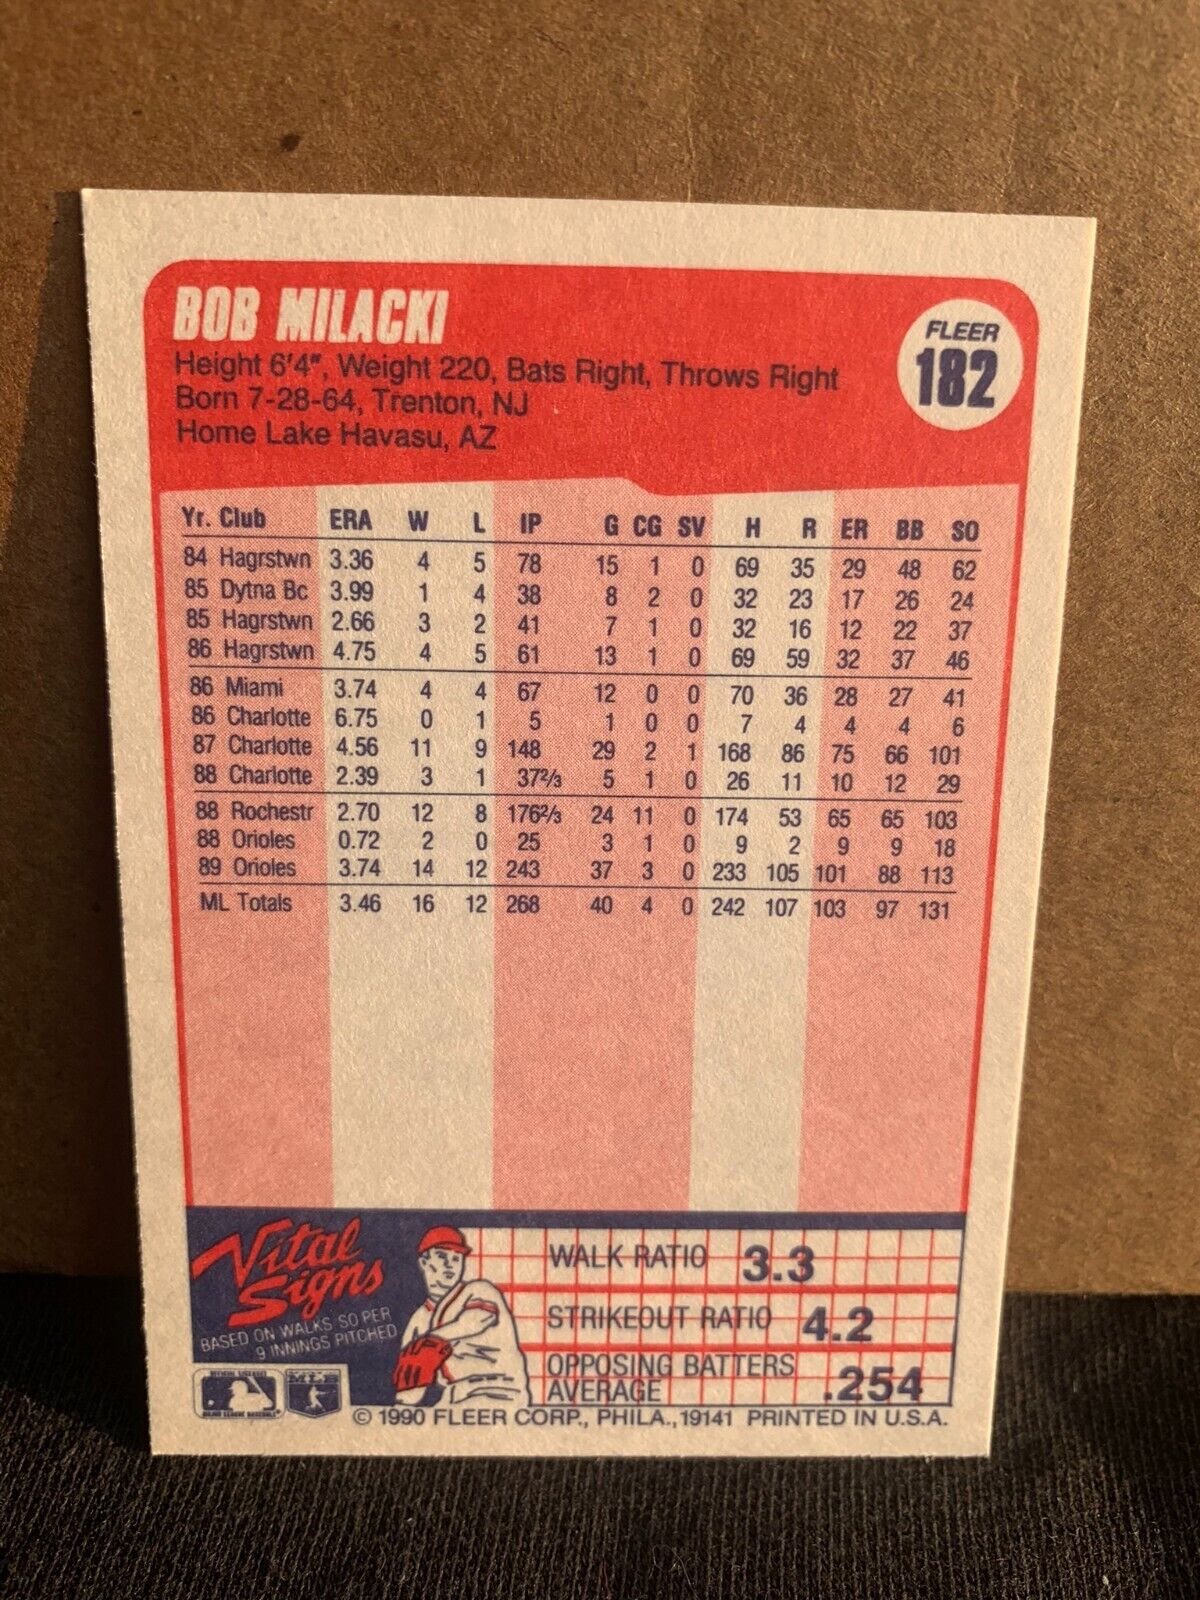 BOB MILACKI
FLEER
182
Height 6'4", Weight 220, Bats Right, Throws Right
Born 7-28-64, Trenton, NJ
Home Lake Havasu, AZ
Yr. Club ERA W L IP G CG SV H R ER BB SO
84 Hagrstwn 3.36 4 5 78 15 1 0 69 35 29 48 62
85 Dytna Bc 3.99 1 4 38 8 2 0 32 23 17 26 24
85 Hagrstwn 2.66 3 2 41 7 1 0 32 16 12 22 37
86 Hagrstwn 4.75 4 5 61 13 1 0 69 59 32 37 46
86 Miami 3.74 4 4 67 12 0 0 70 36 28 27 41
86 Charlotte 6.75 0 1 5 1 0 0 7 4 4 4 6
87 Charlotte 4.56 11 9 148 29 2 1 168 86 75 66 101
88 Charlotte 2.39 3 1 37 2/3 5 1 0 26 11 10 12 29
88 Rochestr 2.70 12 8 176 2/3 24 11 0 174 53 65 65 103
88 Orioles 0.72 2 0 25 3 1 0 9 2 9 9 18
89 Orioles 3.74 14 12 243 37 3 0 233 105 101 88 113
ML Totals 3.46 16 12 268 40 4 0 242 107 103 97 131
Vital
Signs
BASED ON WALKS SO PER
9 INNINGS PITCHED
WALK RATIO 3.3
STRIKEOUT RATIO 4.2
OPPOSING BATTERS
AVERAGE .254
MLB
© 1990 FLEER CORP., PHILA., 19141 PRINTED IN U.S.A.